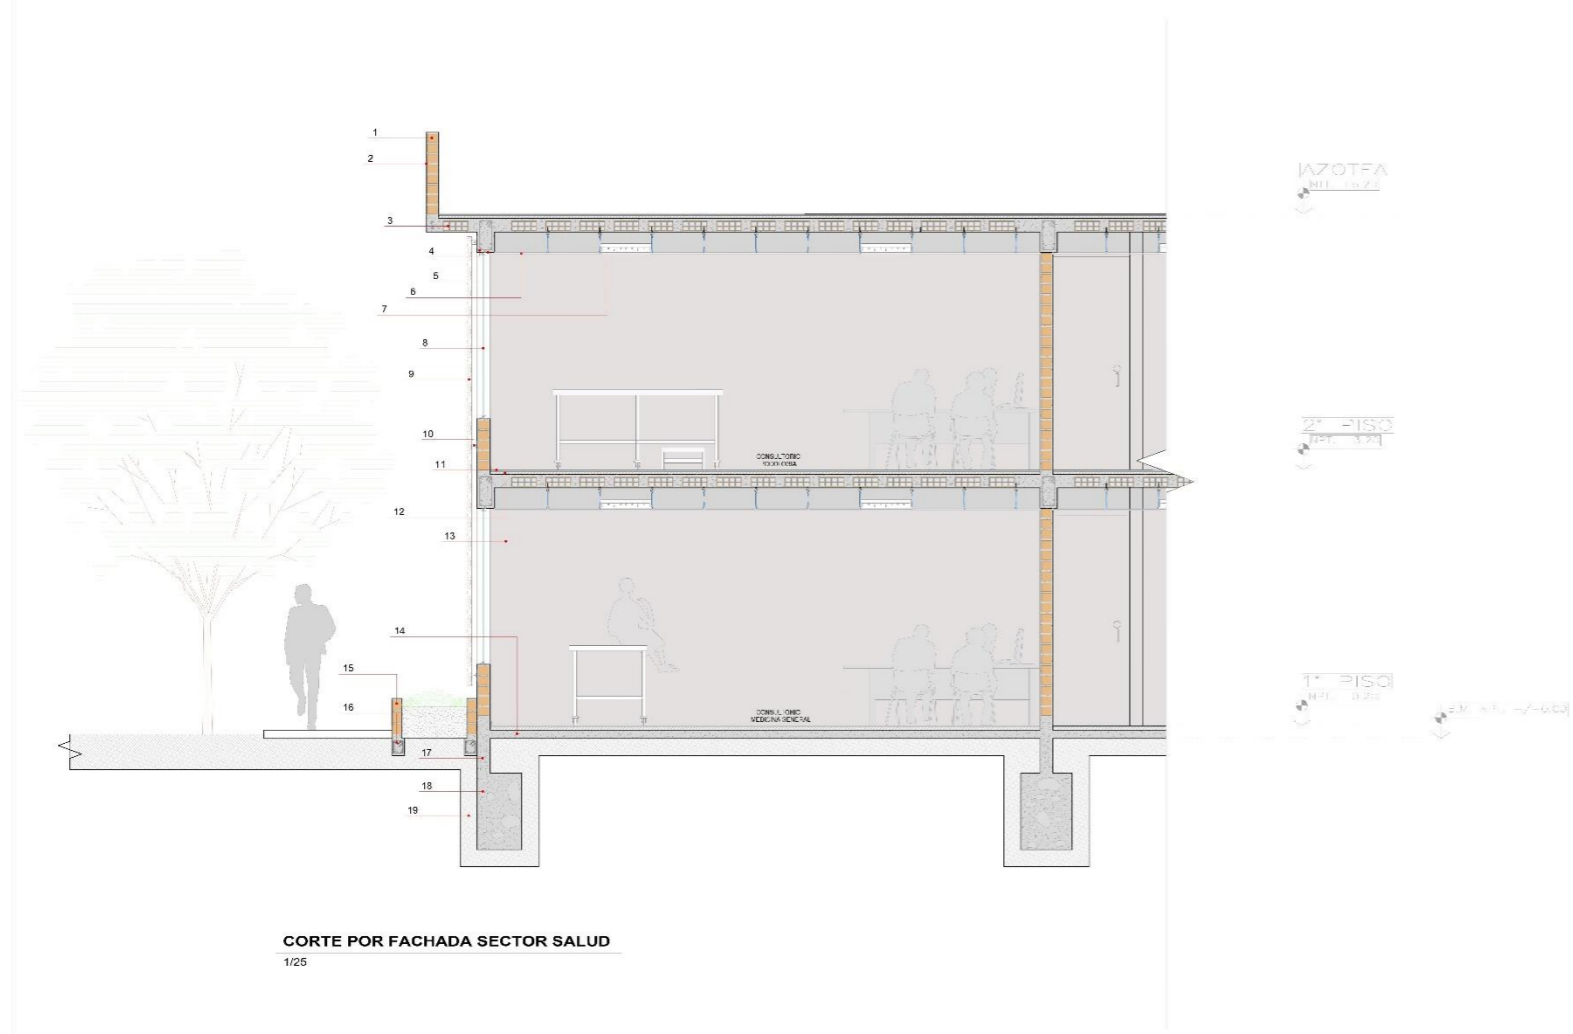 1
2
AZOTEA
3
4
5
6
7
8
9
2° PISO
10
CONSULTORIO
11
12
13
14
1° PISO
15
CONSULTORIO
MEDICINA GENERAL
16
17
18
19
CORTE POR FACHADA SECTOR SALUD
1/25